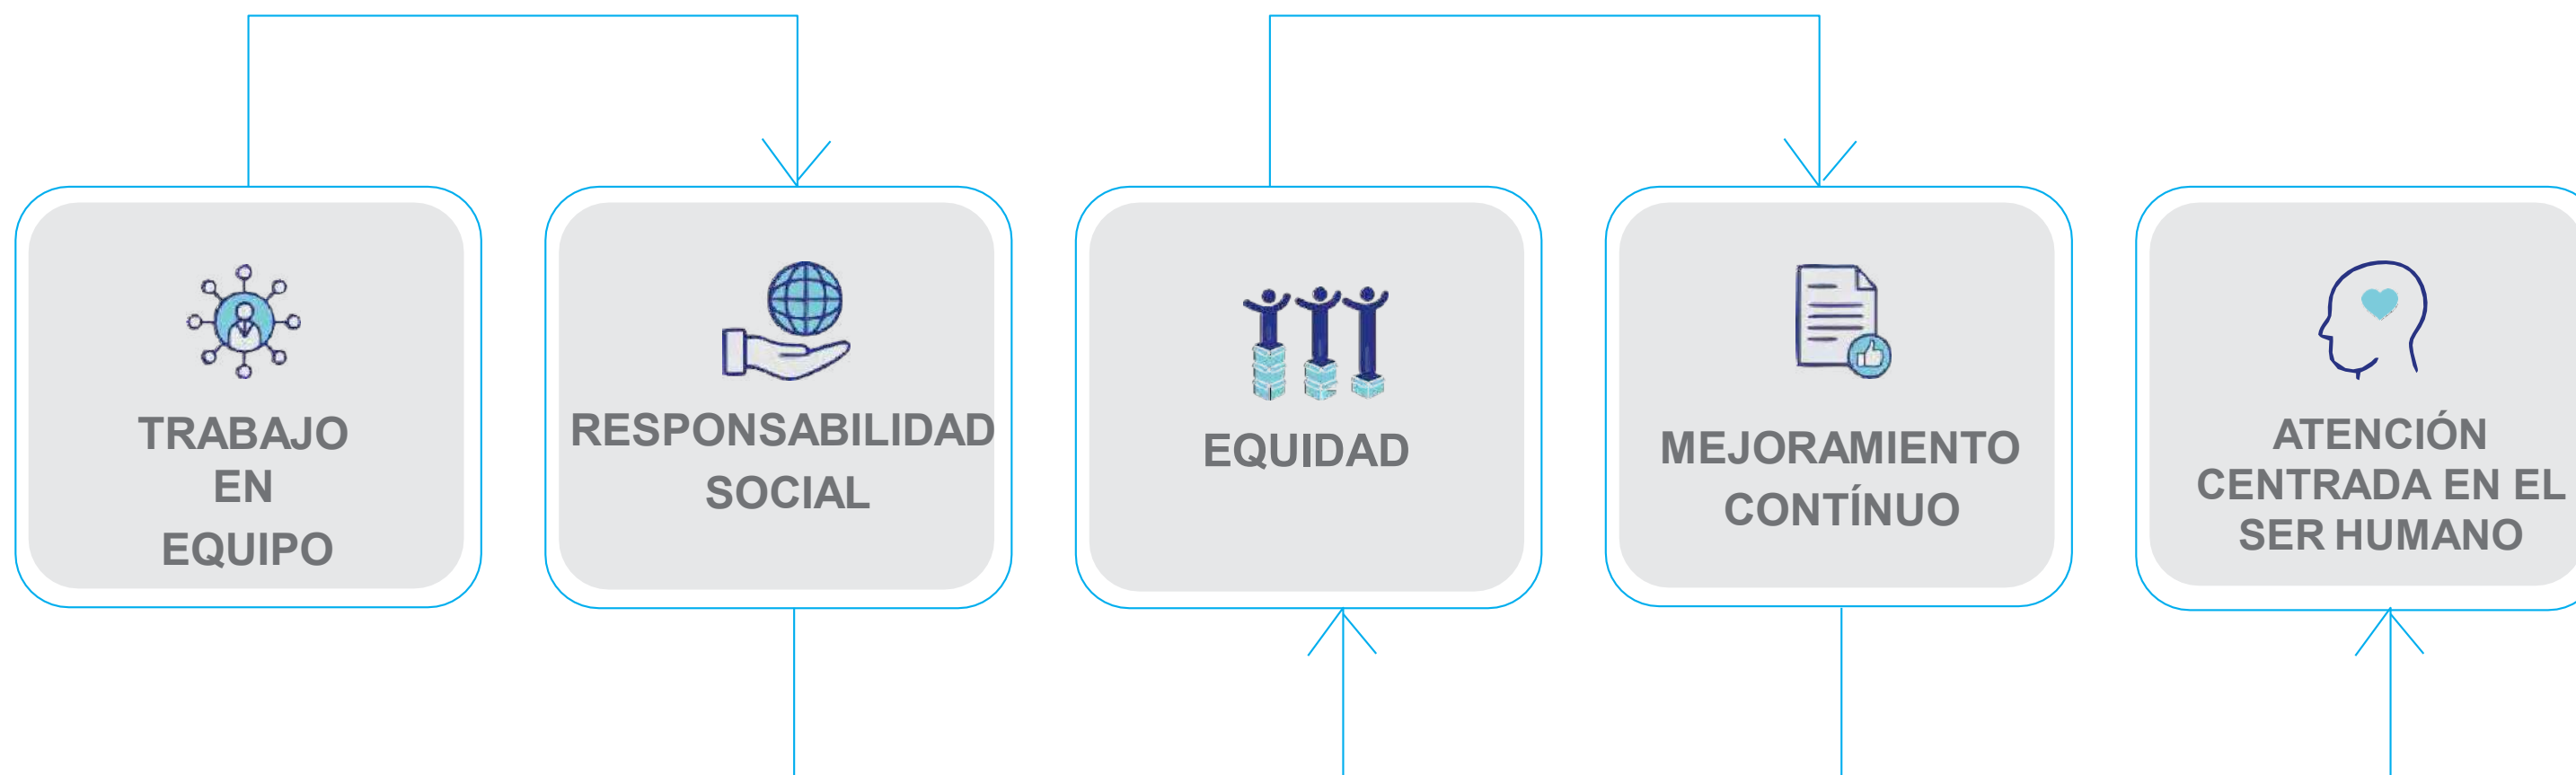 TRABAJO
EN
EQUIPO
RESPONSABILIDAD
SOCIAL
EQUIDAD
MEJORAMIENTO
CONTÍNUO
ATENCIÓN
CENTRADA EN EL
SER HUMANO